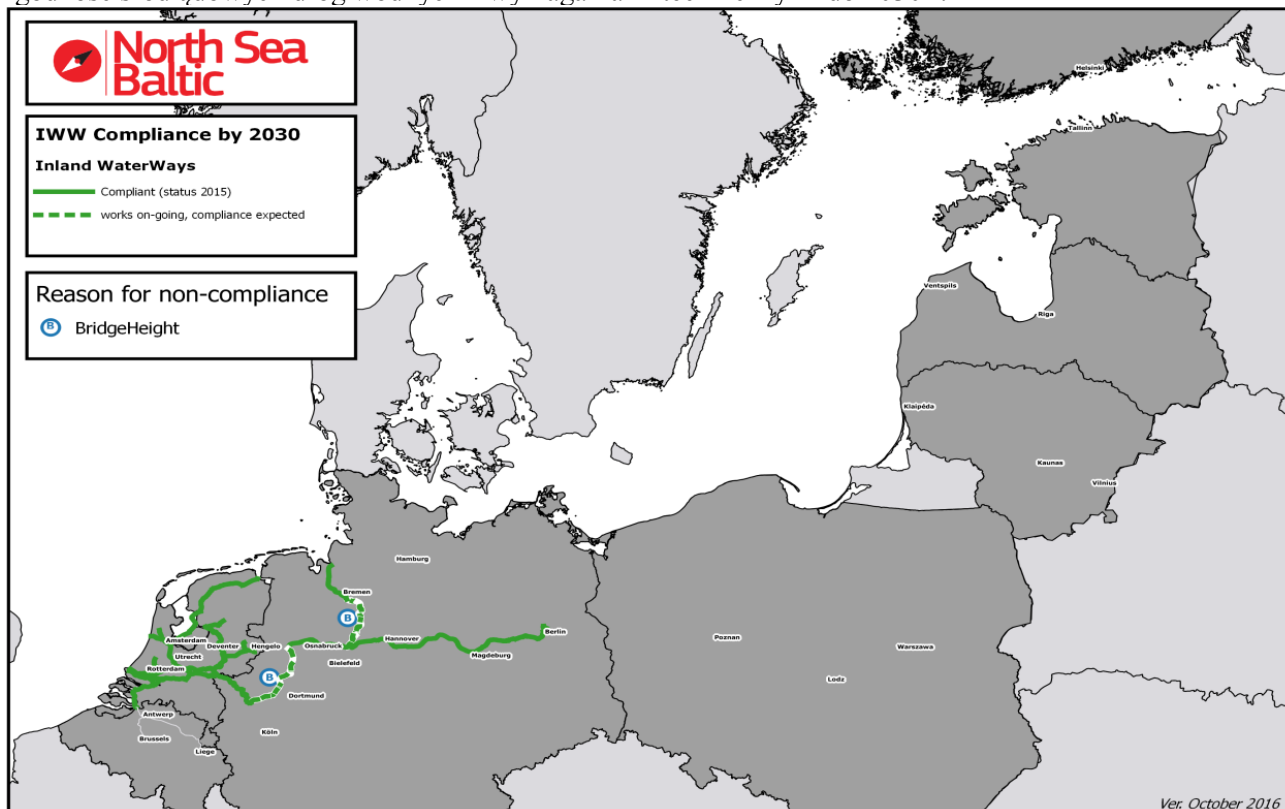 North Sea
Baltic
IWW Compliance by 2030
Inland WaterWays
Compliant (status 2015)
works on-going, compliance expected
Reason for non-compliance
B BridgeHeight
Helsinki
Tallinn
Ventspils
Riga
Klaipéda
Kaunas
Vilnius
Hamburg
Bremen
B
Berlin
Amsterdam
Deventer
Hengelo
Osnabruck
Hannover
Utrecht
Bielefeld
Magdeburg
Poznan
Warszawa
Rotterdam
B
Dortmund
Lodz
Antwerp
Köln
Brussels
Liege
Ver. October 2016